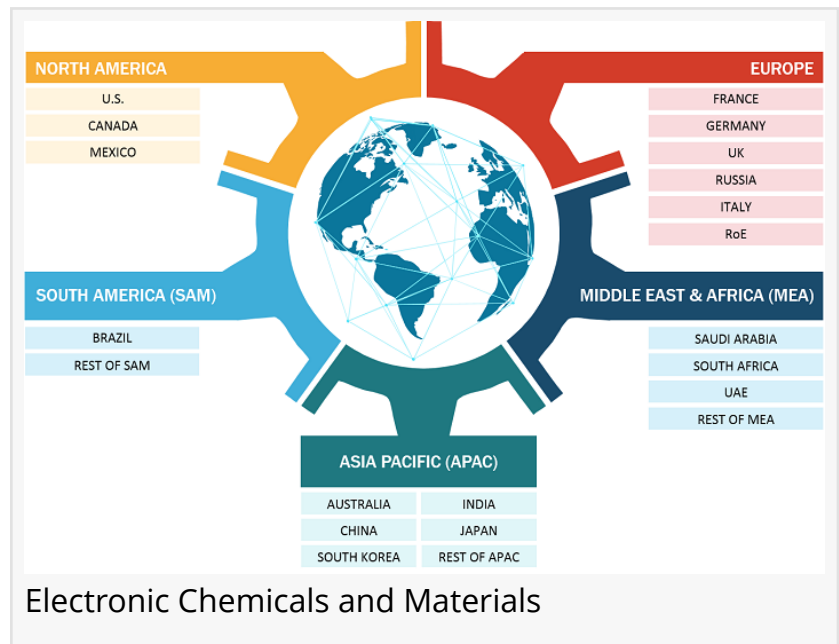 NORTH AMERICA
U.S.
CANADA
MEXICO
EUROPE
FRANCE
GERMANY
UK
RUSSIA
ITALY
RoE
SOUTH AMERICA (SAM)
BRAZIL
REST OF SAM
MIDDLE EAST & AFRICA (MEA)
SAUDI ARABIA
SOUTH AFRICA
UAE
REST OF MEA
ASIA PACIFIC (APAC)
AUSTRALIA INDIA
CHINA JAPAN
SOUTH KOREA REST OF APAC
Electronic Chemicals and Materials